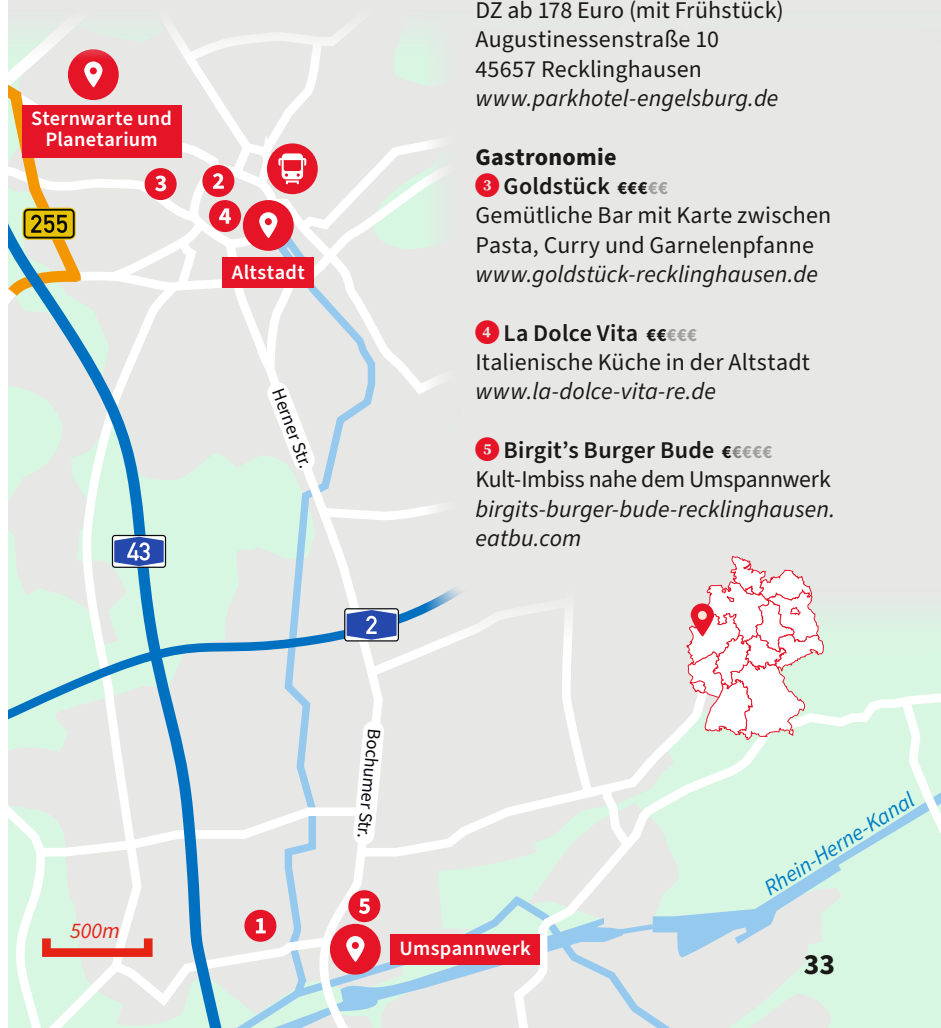 DZ ab 178 Euro (mit Frühstück)
Augustinessenstraße 10
45657 Recklinghausen
www.parkhotel-engelsburg.de
Gastronomie
3 Goldstück €€€€€
Gemütliche Bar mit Karte zwischen
Pasta, Curry und Garnelenpfanne
www.goldstück-recklinghausen.de
4 La Dolce Vita €€€€€
Italienische Küche in der Altstadt
www.la-dolce-vita-re.de
5 Birgit’s Burger Bude €€€€€
Kult-Imbiss nahe dem Umspannwerk
birgits-burger-bude-recklinghausen.
eatbu.com
Sternwarte und
Planetarium
3
2
4
255
Altstadt
Herner Str.
43
2
Bochumer Str.
Rhein-Herne-Kanal
5
1
Umspannwerk
500m
33